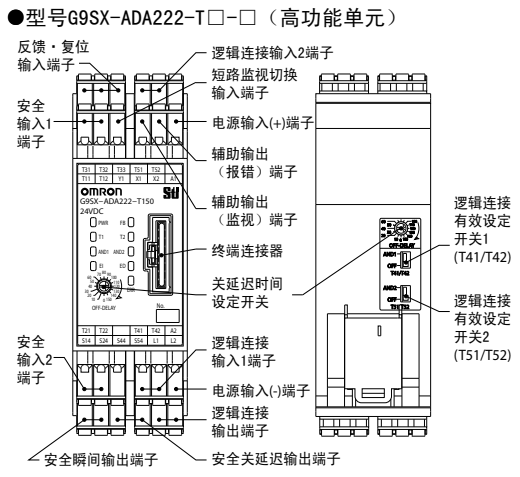 ●型号G9SX-ADA222-T□-□（高功能单元）
反馈・复位
输入端子
安全
输入1
端子
逻辑连接输入2端子
短路监视切换
输入端子
电源输入(+)端子
辅助输出
（报错）端子
辅助输出
（监视）端子
终端连接器
关延迟时间
设定开关
T31 T32 T33 T51 T52
T11 T12 Y1 X1 X2 A1
OMRON
G9SX-ADA222-T150
24VDC
PWR FB
T1 T2
AND1 AND2
EI ED
ERR
OFF-DELAY
No.
T21 T22 T41 T42 A2
S14 S24 S44 S54 L1 L2
安全
输入2
端子
逻辑连接
输入1端子
电源输入(-)端子
逻辑连接
输出端子
安全瞬间输出端子
安全关延迟输出端子
OFF-DELAY
AND1
OFF
T41/T42
AND2
OFF
T51/T52
逻辑连接
有效设定
开关1
(T41/T42)
逻辑连接
有效设定
开关2
(T51/T52)